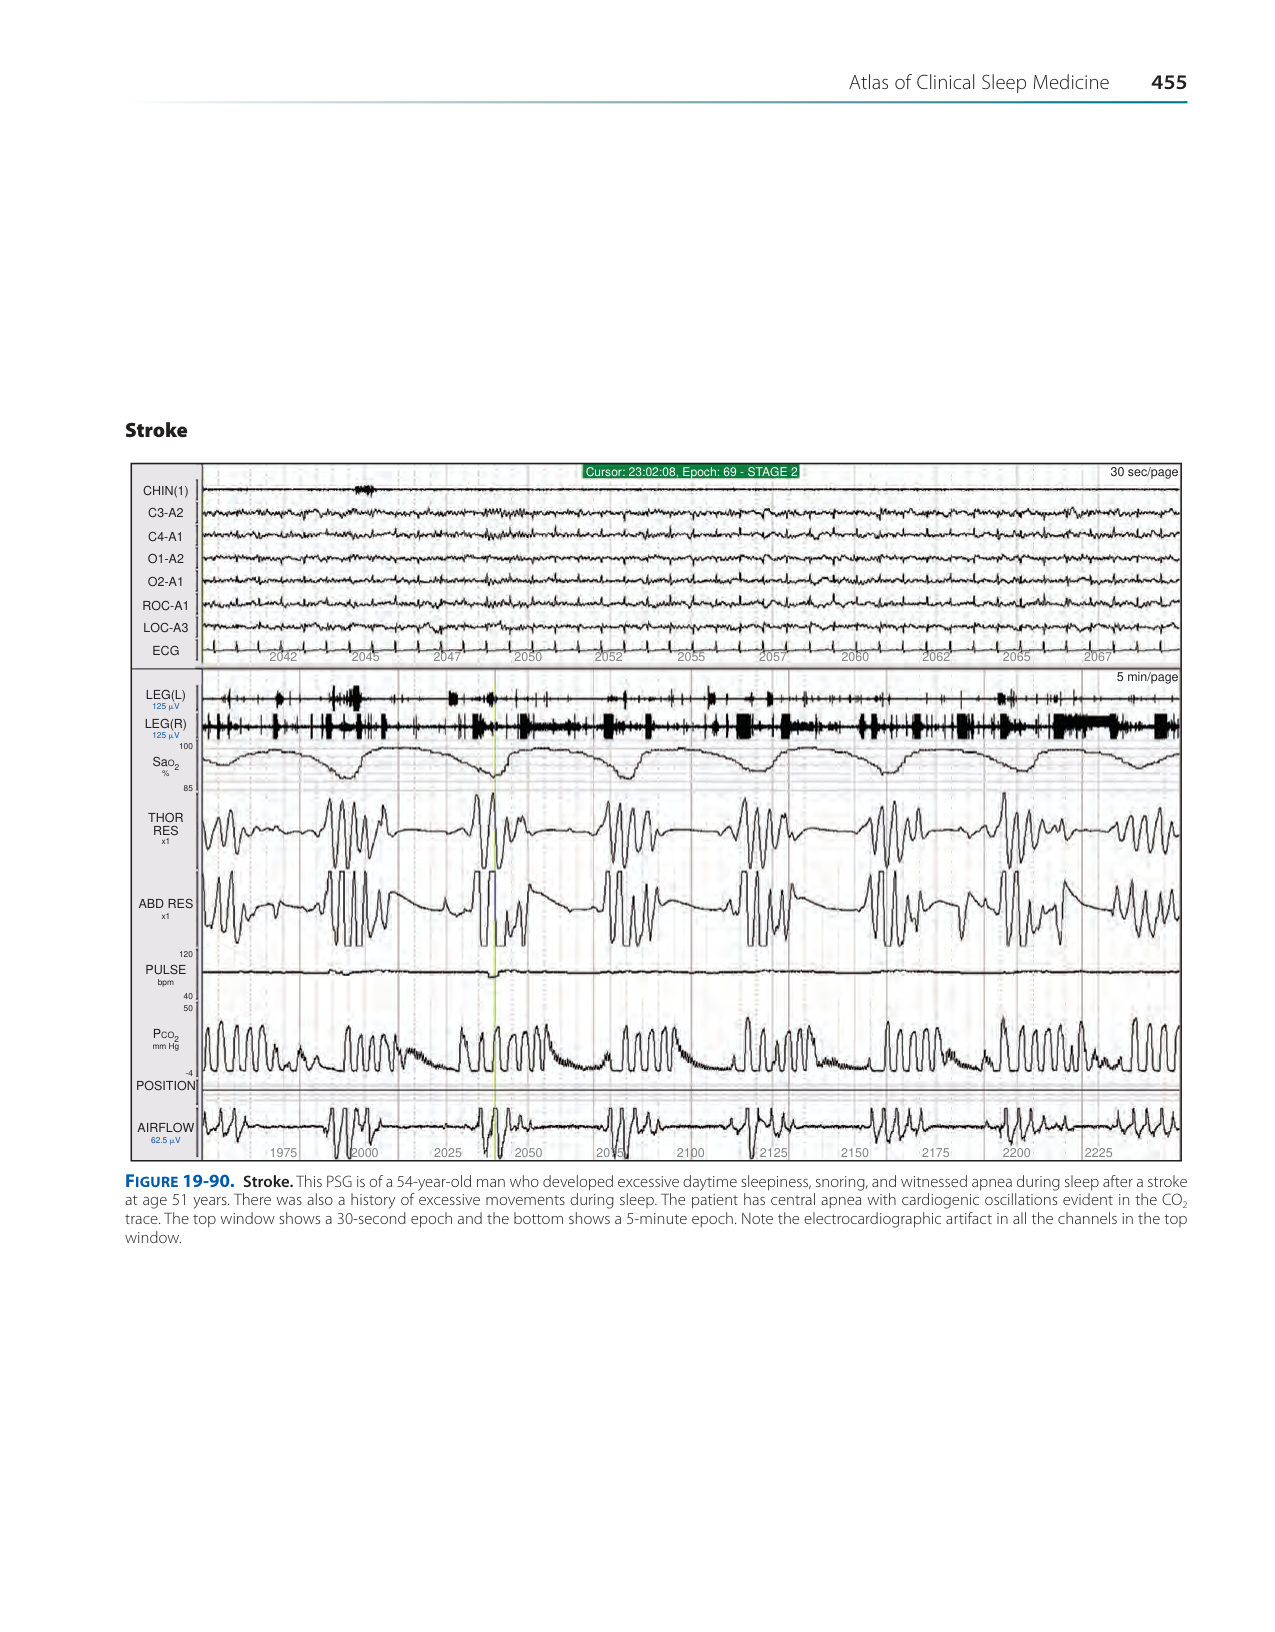 Atlas of Clinical Sleep Medicine 455
Stroke
Cursor: 23:02:08, Epoch: 69 - STAGE 2
30 sec/page
CHIN(1)
C3-A2
C4-A1
O1-A2
O2-A1
ROC-A1
LOC-A3
ECG
2042 2045 2047 2050 2052 2055 2057 2060 2062 2065 2067
5 min/page
LEG(L)
125 µV
LEG(R)
125 µV
100
SaO2
%
85
THOR
RES
x1
ABD RES
x1
120
PULSE
bpm
40
50
PCO2
mm Hg
-4
POSITION
AIRFLOW
62.5 µV
1975 2000 2025 2050 2075 2100 2125 2150 2175 2200 2225
FIGURE 19-90. Stroke. This PSG is of a 54-year-old man who developed excessive daytime sleepiness, snoring, and witnessed apnea during sleep after a stroke
at age 51 years. There was also a history of excessive movements during sleep. The patient has central apnea with cardiogenic oscillations evident in the CO2
trace. The top window shows a 30-second epoch and the bottom shows a 5-minute epoch. Note the electrocardiographic artifact in all the channels in the top
window.